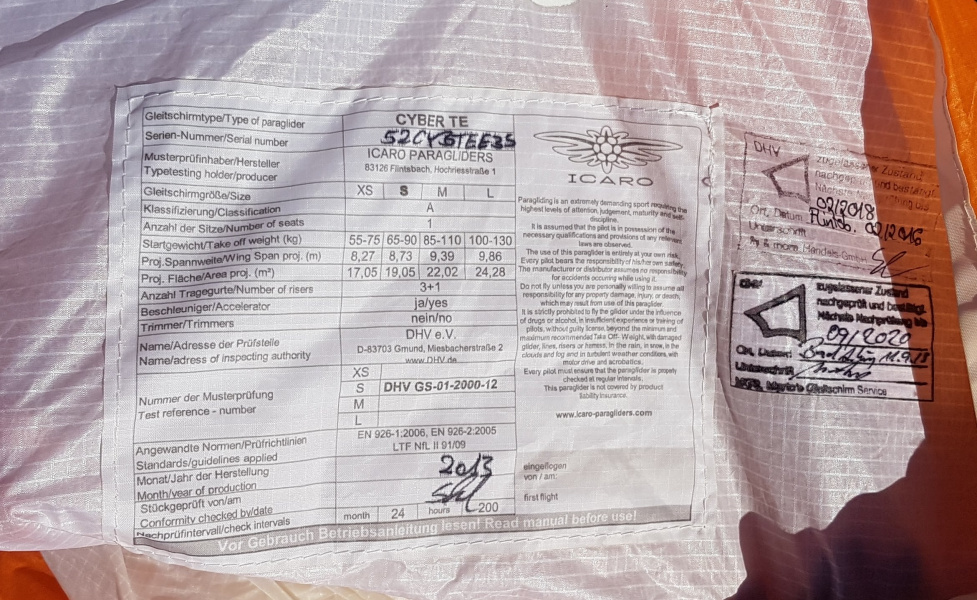 Gleitschirmtype/Type of paraglider CYBER TE
Serien-Nummer/Serial number
Musterprüfinhaber/Hersteller ICARO PARAGLIDERS
Typetesting holder/producer 83126 Flintsbach, Hochriesstraße 1
Gleitschirmgröße/Size XS S M L
Klassifizierung/Classification A
Anzahl der Sitze/Number of seats 1
Startgewicht/Take off weight (kg) 55-75 65-90 85-110 100-130
Proj.Spannweite/Wing Span proj. (m) 8,27 8,73 9,39 9,86
Proj. Fläche/Area proj. (m²) 17,05 19,05 22,02 24,28
Anzahl Tragegurte/Number of risers 3+1
Beschleuniger/Accelerator ja/yes
Trimmer/Trimmers nein/no
Name/Adresse der Prüfstelle DHV e.V.
Name/adress of inspecting authority D-83703 Gmund, Miesbacherstraße 2
www.DHV.de
XS
Nummer der Musterprüfung S DHV GS-01-2000-12
Test reference - number M
L
Angewandte Normen/Prüfrichtlinien EN 926-1:2006, EN 926-2:2005
Standards/guidelines applied LTF NfL II 91/09
Monat/Jahr der Herstellung 2013
Month/year of production
Stückgeprüft von/am
Conformity checked by/date
Nachprüfintervall/check intervals month 24 hours 200
Vor Gebrauch Betriebsanleitung lesen! Read manual before use!
ICARO
Paragliding is an extremely demanding sport requiring the
highest levels of attention, judgement, maturity and self-
discipline.
It is assumed that the pilot is in possession of the
necessary qualifications and provisions of any relevant
laws are observed.
The use of this paraglider is entirely at your own risk.
Every pilot bears the responsibility of his/her own safety.
The manufacturer or distributor assumes no responsibility
for accidents occurring while using it.
Do not fly unless you are personally willing to assume all
responsibility for any property damage, injury, or death,
which may result from use of this paraglider.
It is strictly prohibited to fly the glider under the influence
of drugs or alcohol, in insufficient experience or training of
pilots, without guilty license, beyond the minimum and
maximum recommended Take Off- Weight, with damaged
glider, lines, risers or harness, in the rain, in snow, in the
clouds and fog and in turbulent weather conditions, with
motor drive and acrobatics.
Every pilot must ensure that the paraglider is properly
checked at regular intervals.
This paraglider is not covered by product
liability insurance.
www.icaro-paragliders.com
eingeflogen
von / am:
first flight
DHV
zugelassener Zustand
nachgeprüft und bestätigt
02/2018
Ort, Datum 02/2016
Unterschrift
Fly & more Handels GmbH
DHV
zugelassener Zustand
nachgeprüft und bestätigt
Nächste Nachprüfung bis
09/2020
Ort, Datum 11.9.18
Unterschrift
Gleitschirm Service